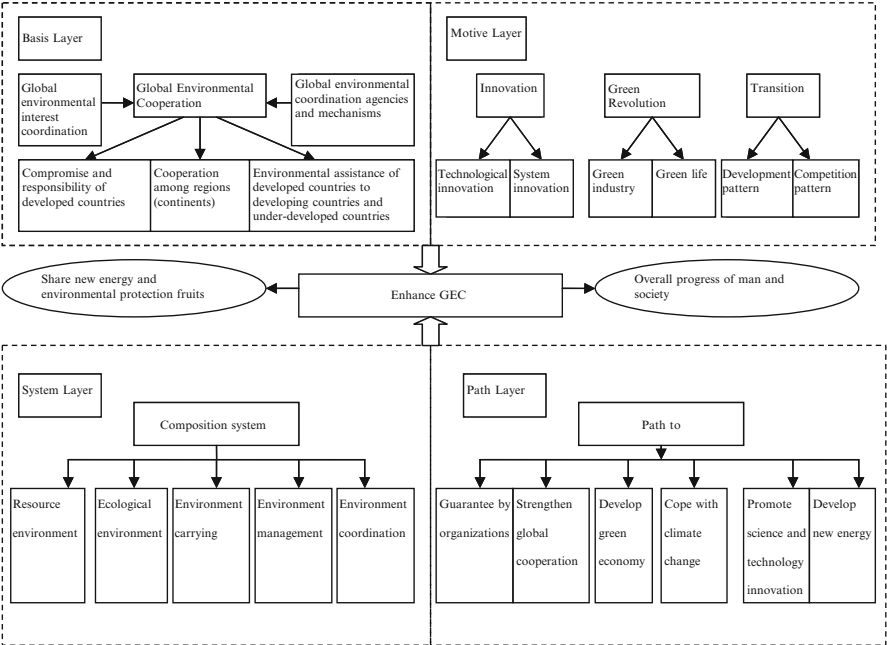 Basis Layer
Global
environmental
interest
coordination
Global Environmental
Cooperation
Global environmental
coordination agencies
and mechanisms
Compromise and
responsibility of
developed countries
Cooperation
among regions
(continents)
Environmental assistance of
developed countries to
developing countries and
under-developed countries
Motive Layer
Innovation
Green
Revolution
Transition
Technological
innovation
System
innovation
Green
industry
Green life
Development
pattern
Competition
pattern
Share new energy and
environmental protection fruits
Enhance GEC
Overall progress of man and
society
System Layer
Composition system
Resource
environment
Ecological
environment
Environment
carrying
Environment
management
Environment
coordination
Path Layer
Path to
Guarantee by
organizations
Strengthen
global
cooperation
Develop
green
economy
Cope with
climate
change
Promote
science and
technology
innovation
Develop
new energy